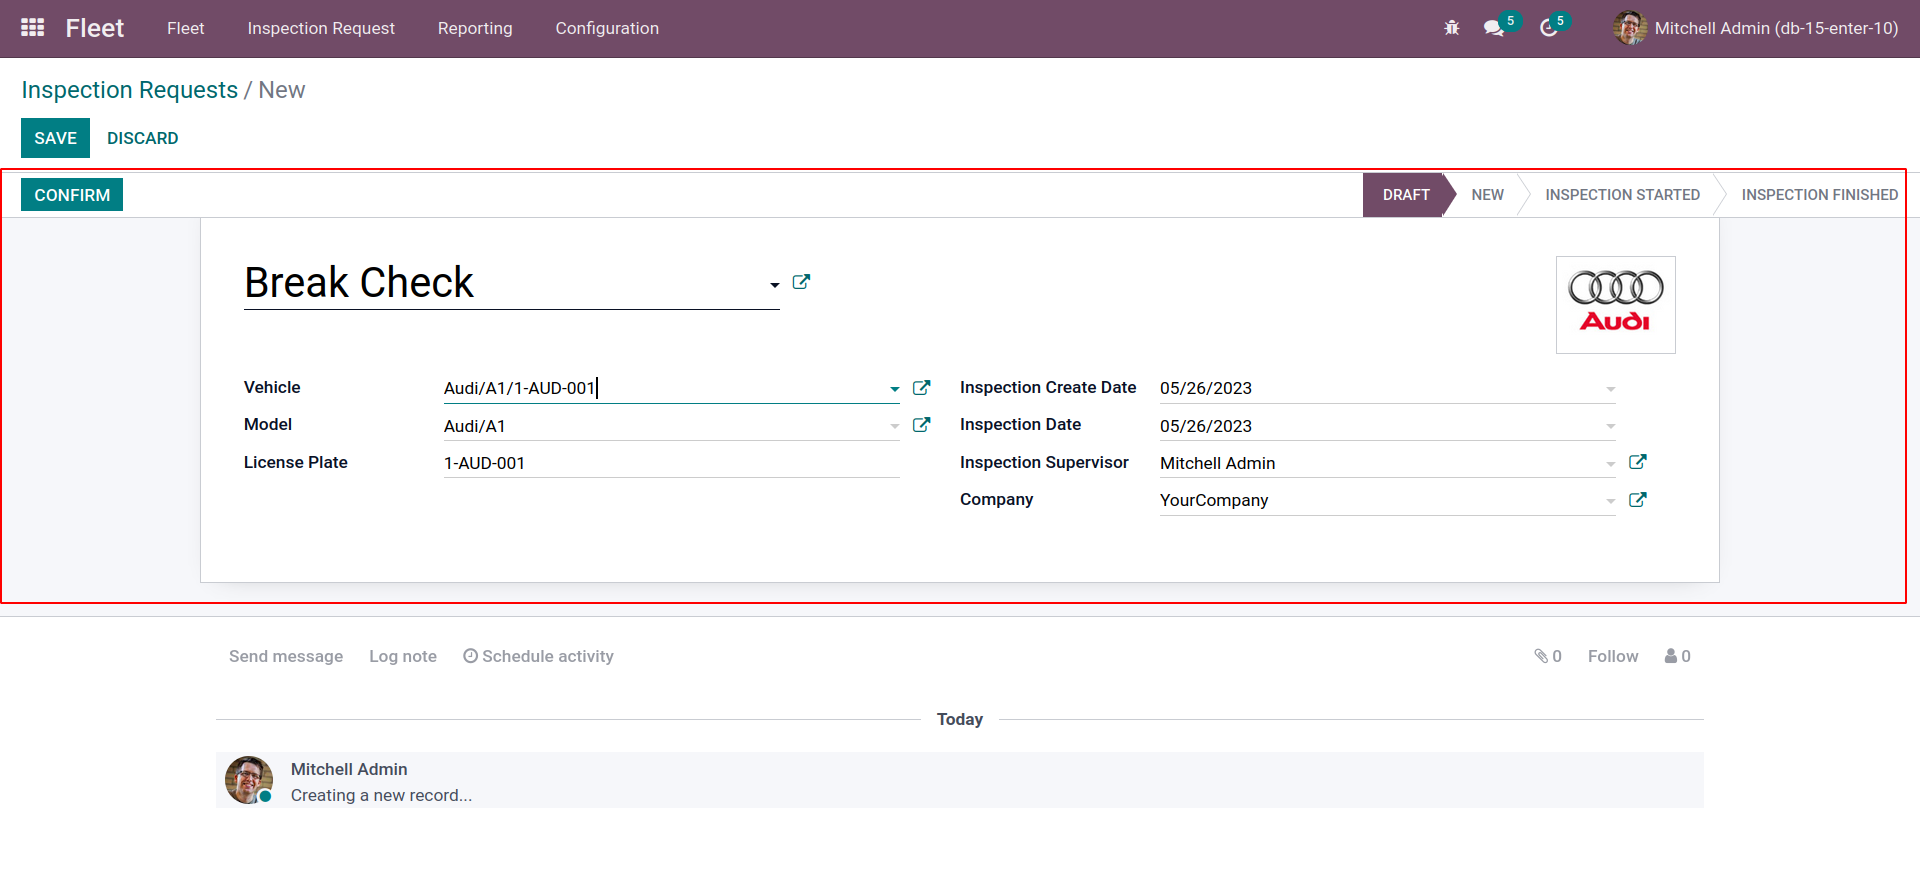 Fleet Fleet Inspection Request Reporting Configuration 5 5 Mitchell Admin (db-15-enter-10)
Inspection Requests / New
SAVE DISCARD
CONFIRM DRAFT NEW INSPECTION STARTED INSPECTION FINISHED
Break Check
Audi
Vehicle Audi/A1/1-AUD-001 Inspection Create Date 05/26/2023
Model Audi/A1 Inspection Date 05/26/2023
License Plate 1-AUD-001 Inspection Supervisor Mitchell Admin
Company YourCompany
Send message Log note Schedule activity 0 Follow 0
Today
Mitchell Admin
Creating a new record...